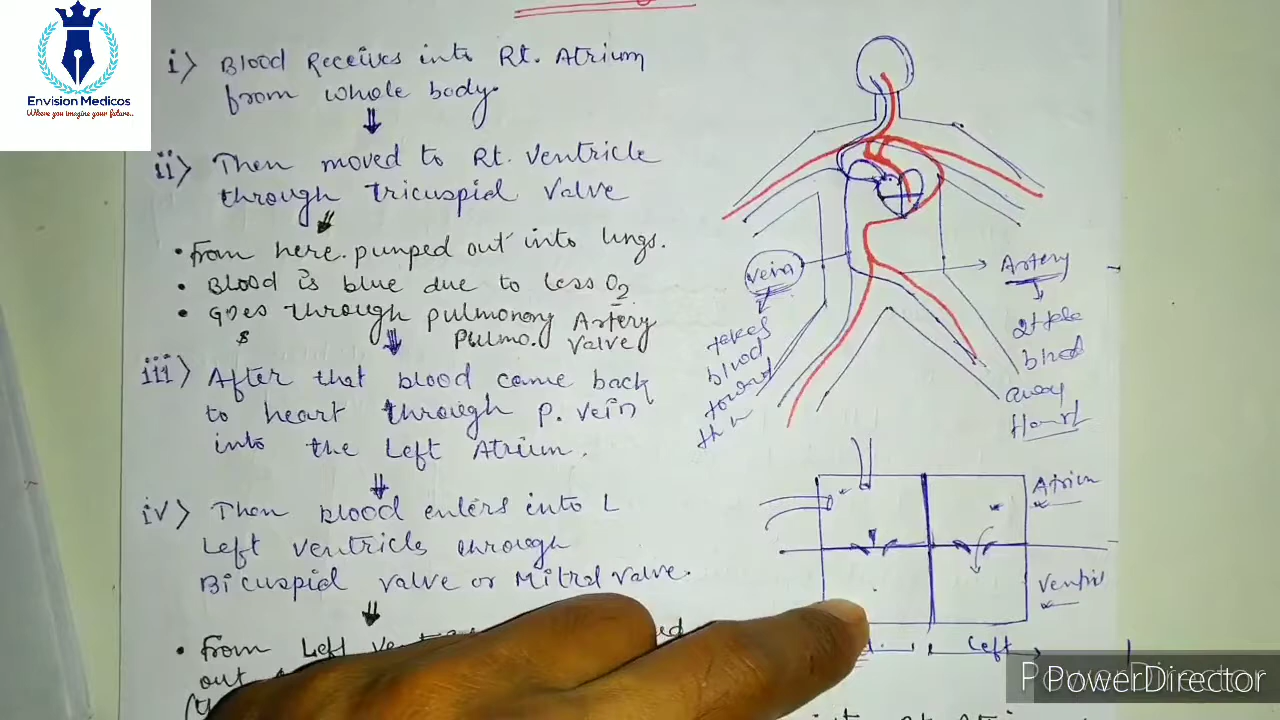 Envision Medicos
Where you imagine your future..
i> Blood Receives into Rt. Atrium
from whole body.
ii> Then moved to Rt. Ventricle
through tricuspid valve
• From here pumped out into lungs.
• Blood is blue due to less O2
• Goes through pulmonary Artery
Pulmo. valve
iii> After that blood came back
to heart through P. vein
into the Left Atrium.
iv> Then blood enters into L
Left ventricle through
Bicuspid valve or Mitral valve.
• From Left
out
vein
takes
blood
toward
Artery
blood
away
Heart
Atrium
Left
PowerDirector
PowerDirector